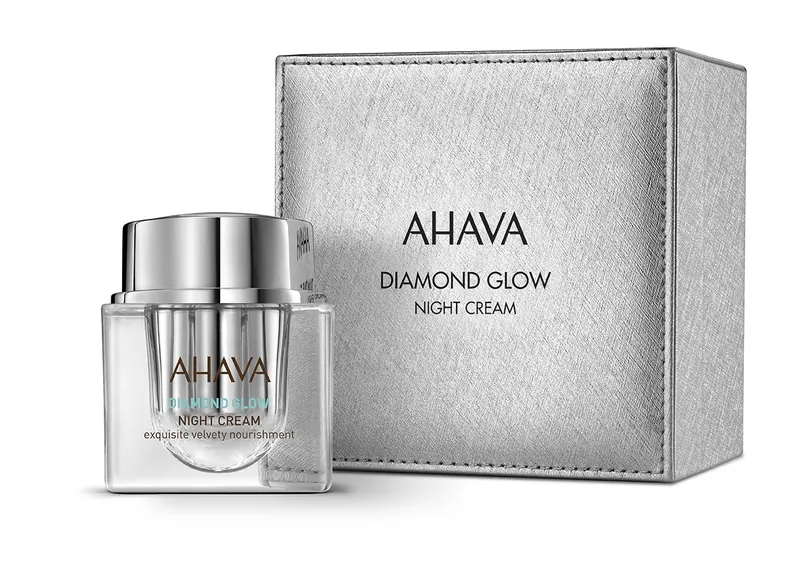 AHAVA
DIAMOND GLOW
NIGHT CREAM
AHAVA
DIAMOND GLOW
NIGHT CREAM
exquisite velvety nourishment